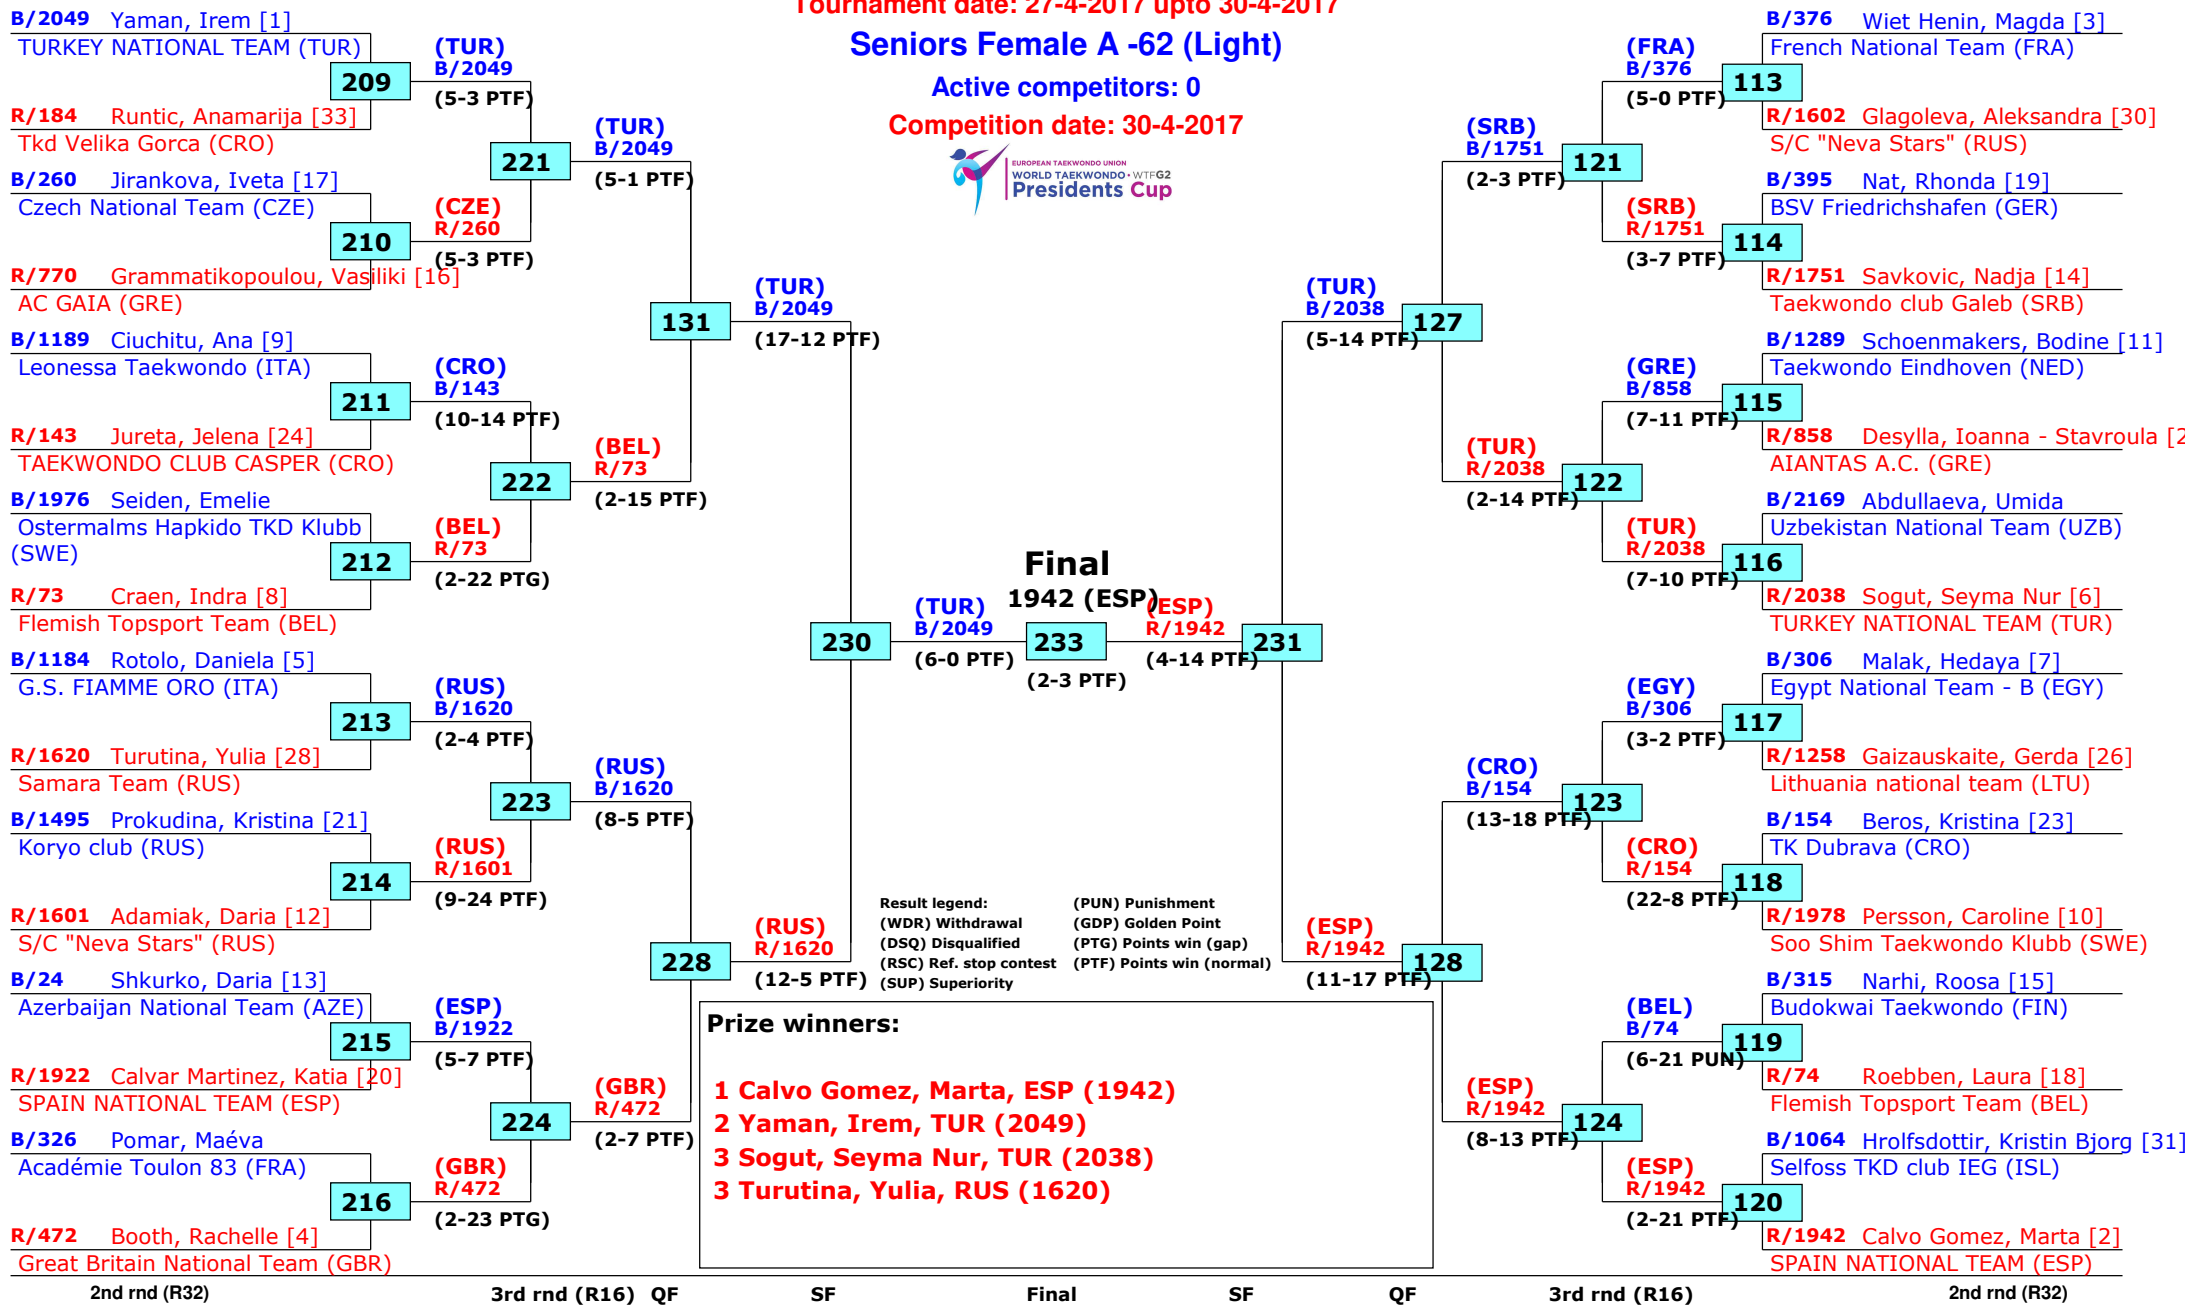 Tournament date: 27-4-2017 upto 30-4-2017
Seniors Female A -62 (Light)
Active competitors: 0
Competition date: 30-4-2017
EUROPEAN TAEKWONDO UNION
WORLD TAEKWONDO • WTFG2
Presidents Cup
B/2049 Yaman, Irem [1]
TURKEY NATIONAL TEAM (TUR)
209
R/184 Runtic, Anamarija [33]
Tkd Velika Gorca (CRO)
B/260 Jirankova, Iveta [17]
Czech National Team (CZE)
210
R/770 Grammatikopoulou, Vasiliki [16]
AC GAIA (GRE)
B/1189 Ciuchitu, Ana [9]
Leonessa Taekwondo (ITA)
211
R/143 Jureta, Jelena [24]
TAEKWONDO CLUB CASPER (CRO)
B/1976 Seiden, Emelie
Ostermalms Hapkido TKD Klubb
(SWE)
212
R/73 Craen, Indra [8]
Flemish Topsport Team (BEL)
B/1184 Rotolo, Daniela [5]
G.S. FIAMME ORO (ITA)
213
R/1620 Turutina, Yulia [28]
Samara Team (RUS)
B/1495 Prokudina, Kristina [21]
Koryo club (RUS)
214
R/1601 Adamiak, Daria [12]
S/C "Neva Stars" (RUS)
B/24 Shkurko, Daria [13]
Azerbaijan National Team (AZE)
215
R/1922 Calvar Martinez, Katia [20]
SPAIN NATIONAL TEAM (ESP)
B/326 Pomar, Maéva
Académie Toulon 83 (FRA)
216
R/472 Booth, Rachelle [4]
Great Britain National Team (GBR)
(TUR)
B/2049
(5-3 PTF)
221
(CZE)
R/260
(5-3 PTF)
(CRO)
B/143
(10-14 PTF)
222
(BEL)
R/73
(2-22 PTG)
(RUS)
B/1620
(2-4 PTF)
223
(RUS)
R/1601
(9-24 PTF)
(ESP)
B/1922
(5-7 PTF)
224
(GBR)
R/472
(2-23 PTG)
(TUR)
B/2049
(5-1 PTF)
131
(BEL)
R/73
(2-15 PTF)
(RUS)
B/1620
(8-5 PTF)
228
(GBR)
R/472
(2-7 PTF)
(TUR)
B/2049
(17-12 PTF)
230
(RUS)
R/1620
(12-5 PTF)
(TUR)
B/2049
(6-0 PTF)
Final
1942 (ESP)
233
(2-3 PTF)
(ESP)
R/1942
(4-14 PTF)
231
(TUR)
B/2038
(5-14 PTF)
127
(ESP)
R/1942
(11-17 PTF)
128
(SRB)
B/1751
(2-3 PTF)
121
(TUR)
R/2038
(2-14 PTF)
122
(CRO)
B/154
(13-18 PTF)
123
(ESP)
R/1942
(8-13 PTF)
124
(FRA)
B/376
(5-0 PTF)
113
(SRB)
R/1751
(3-7 PTF)
114
(GRE)
B/858
(7-11 PTF)
115
(TUR)
R/2038
(7-10 PTF)
116
(EGY)
B/306
(3-2 PTF)
117
(CRO)
R/154
(22-8 PTF)
118
(BEL)
B/74
(6-21 PUN)
119
(ESP)
R/1942
(2-21 PTF)
120
B/376 Wiet Henin, Magda [3]
French National Team (FRA)
R/1602 Glagoleva, Aleksandra [30]
S/C "Neva Stars" (RUS)
B/395 Nat, Rhonda [19]
BSV Friedrichshafen (GER)
R/1751 Savkovic, Nadja [14]
Taekwondo club Galeb (SRB)
B/1289 Schoenmakers, Bodine [11]
Taekwondo Eindhoven (NED)
R/858 Desylla, Ioanna - Stavroula [2
AIANTAS A.C. (GRE)
B/2169 Abdullaeva, Umida
Uzbekistan National Team (UZB)
R/2038 Sogut, Seyma Nur [6]
TURKEY NATIONAL TEAM (TUR)
B/306 Malak, Hedaya [7]
Egypt National Team - B (EGY)
R/1258 Gaizauskaite, Gerda [26]
Lithuania national team (LTU)
B/154 Beros, Kristina [23]
TK Dubrava (CRO)
R/1978 Persson, Caroline [10]
Soo Shim Taekwondo Klubb (SWE)
B/315 Narhi, Roosa [15]
Budokwai Taekwondo (FIN)
R/74 Roebben, Laura [18]
Flemish Topsport Team (BEL)
B/1064 Hrolfsdottir, Kristin Bjorg [31]
Selfoss TKD club IEG (ISL)
R/1942 Calvo Gomez, Marta [2]
SPAIN NATIONAL TEAM (ESP)
Result legend:
(WDR) Withdrawal
(DSQ) Disqualified
(RSC) Ref. stop contest
(SUP) Superiority
(PUN) Punishment
(GDP) Golden Point
(PTG) Points win (gap)
(PTF) Points win (normal)
Prize winners:
1 Calvo Gomez, Marta, ESP (1942)
2 Yaman, Irem, TUR (2049)
3 Sogut, Seyma Nur, TUR (2038)
3 Turutina, Yulia, RUS (1620)
2nd rnd (R32) 3rd rnd (R16) QF SF Final SF QF 3rd rnd (R16) 2nd rnd (R32)